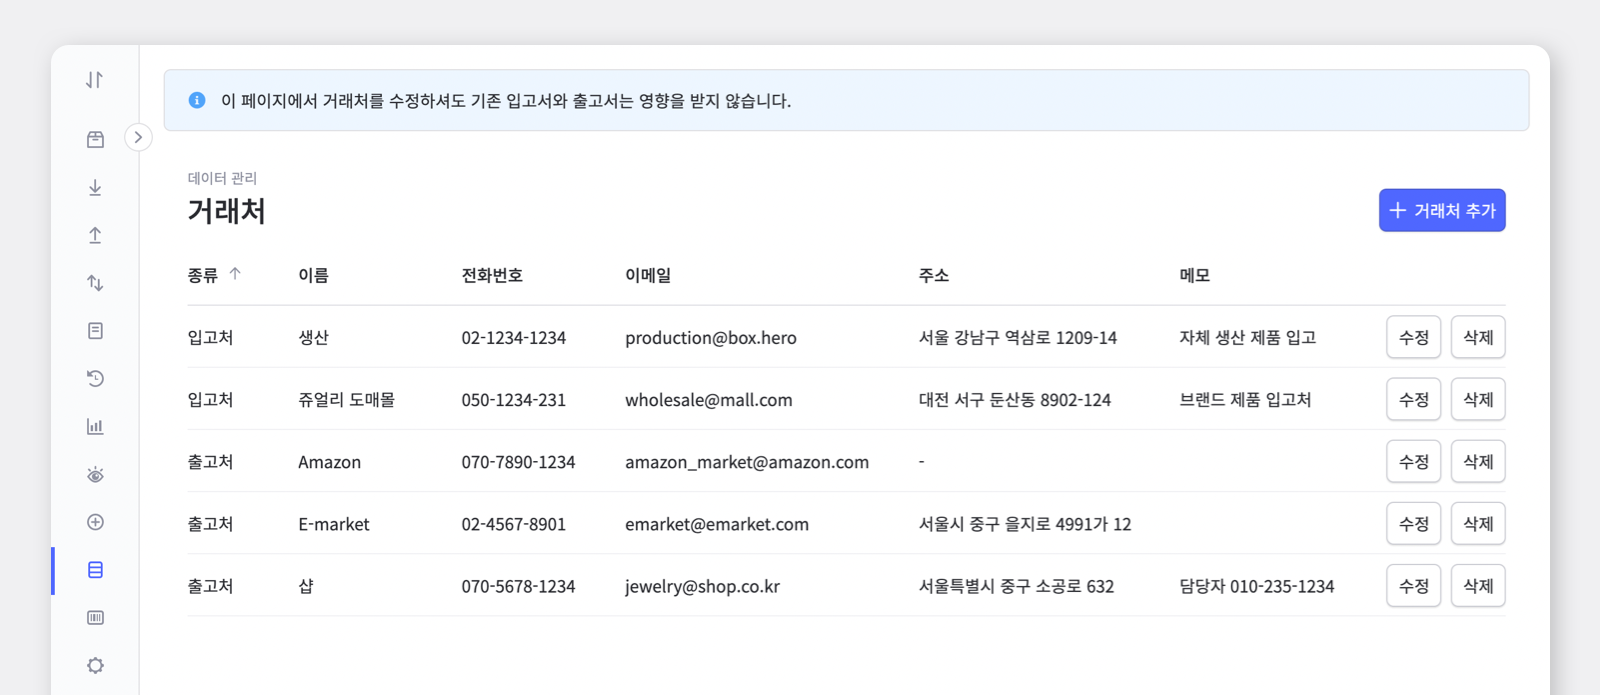 이 페이지에서 거래처를 수정하셔도 기존 입고서와 출고서는 영향을 받지 않습니다.
데이터 관리
거래처
거래처 추가
종류 이름 전화번호 이메일 주소 메모
입고처 생산 02-1234-1234 production@box.hero 서울 강남구 역삼로 1209-14 자체 생산 제품 입고 수정 삭제
입고처 쥬얼리 도매몰 050-1234-231 wholesale@mall.com 대전 서구 둔산동 8902-124 브랜드 제품 입고처 수정 삭제
출고처 Amazon 070-7890-1234 amazon_market@amazon.com - 수정 삭제
출고처 E-market 02-4567-8901 emarket@emarket.com 서울시 중구 을지로 4991가 12 수정 삭제
출고처 샵 070-5678-1234 jewelry@shop.co.kr 서울특별시 중구 소공로 632 담당자 010-235-1234 수정 삭제